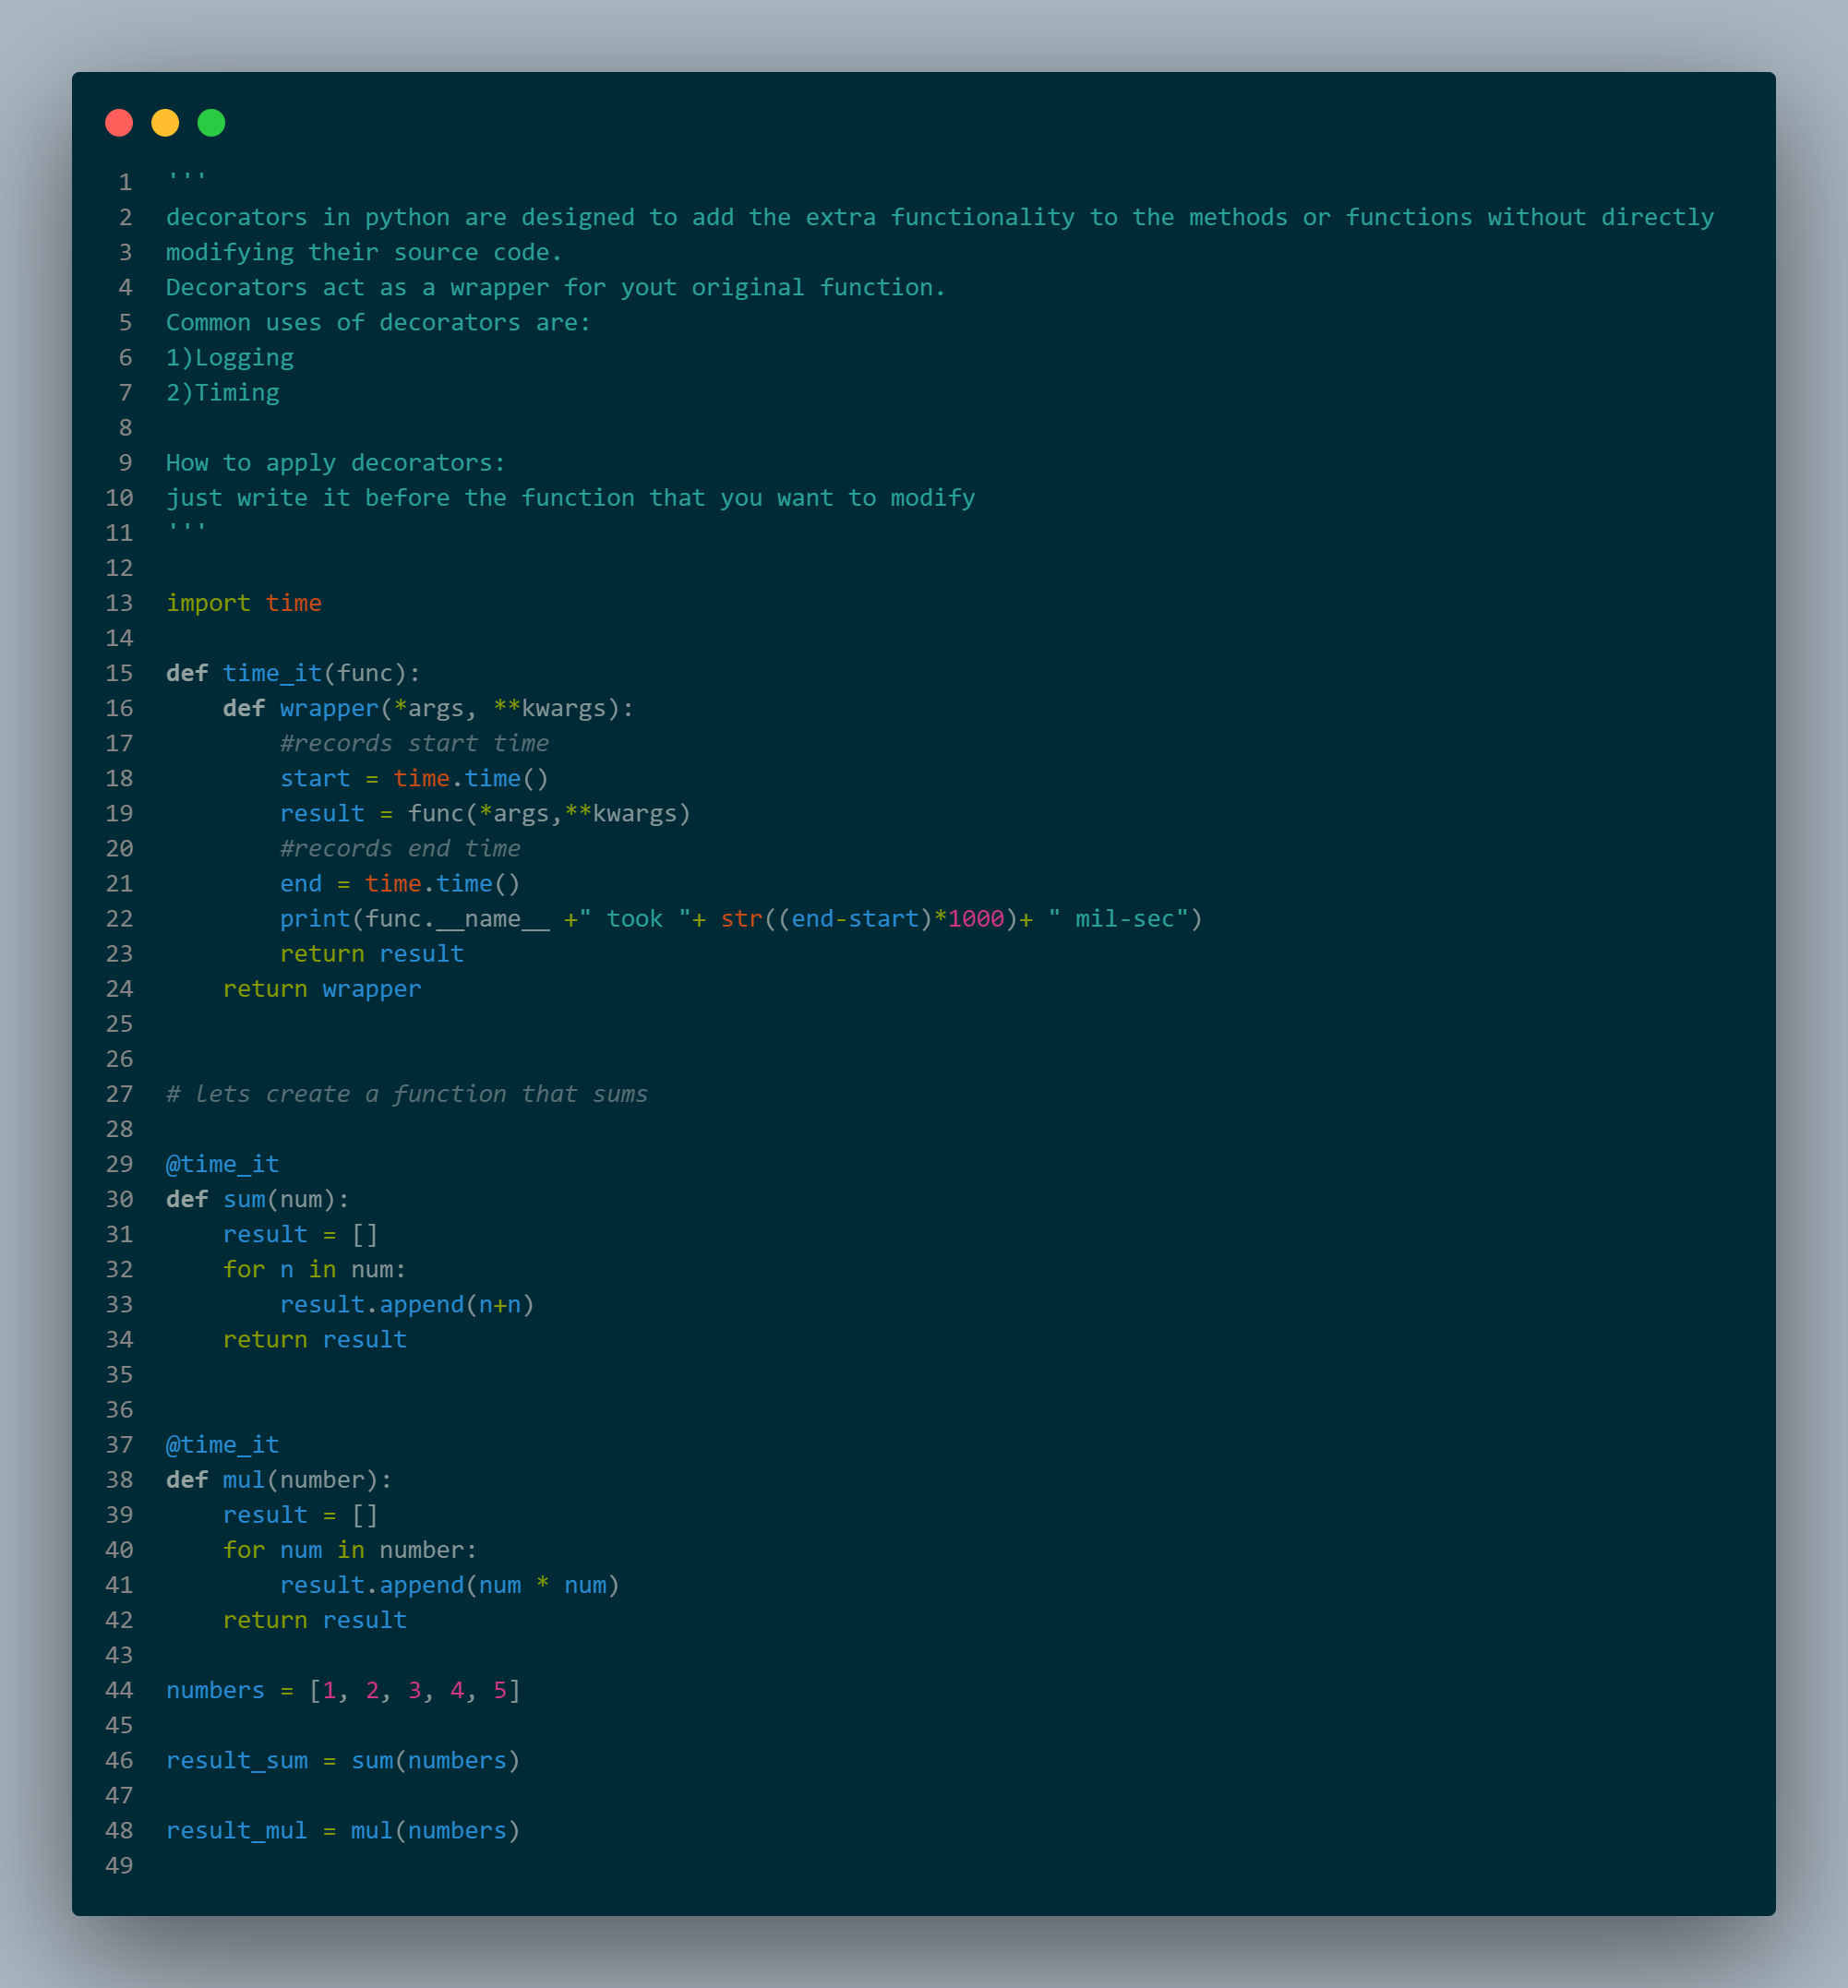 1 '''
2 decorators in python are designed to add the extra functionality to the methods or functions without directly
3 modifying their source code.
4 Decorators act as a wrapper for yout original function.
5 Common uses of decorators are:
6 1)Logging
7 2)Timing
8
9 How to apply decorators:
10 just write it before the function that you want to modify
11 '''
12
13 import time
14
15 def time_it(func):
16     def wrapper(*args, **kwargs):
17         #records start time
18         start = time.time()
19         result = func(*args,**kwargs)
20         #records end time
21         end = time.time()
22         print(func.__name__ +" took "+ str((end-start)*1000)+ " mil-sec")
23         return result
24     return wrapper
25
26
27 # lets create a function that sums
28
29 @time_it
30 def sum(num):
31     result = []
32     for n in num:
33         result.append(n+n)
34     return result
35
36
37 @time_it
38 def mul(number):
39     result = []
40     for num in number:
41         result.append(num * num)
42     return result
43
44 numbers = [1, 2, 3, 4, 5]
45
46 result_sum = sum(numbers)
47
48 result_mul = mul(numbers)
49